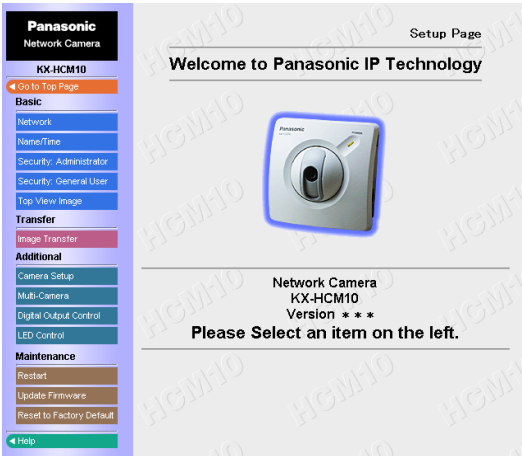 Panasonic
Network Camera
KX-HCM10
Go to Top Page
Basic
Network
Name/Time
Security: Administrator
Security: General User
Top View Image
Transfer
Image Transfer
Additional
Camera Setup
Multi-Camera
Digital Output Control
LED Control
Maintenance
Restart
Update Firmware
Reset to Factory Default
Help
Setup Page
Welcome to Panasonic IP Technology
Panasonic
Network Camera
KX-HCM10
Version * * *
Please Select an item on the left.
HCM10